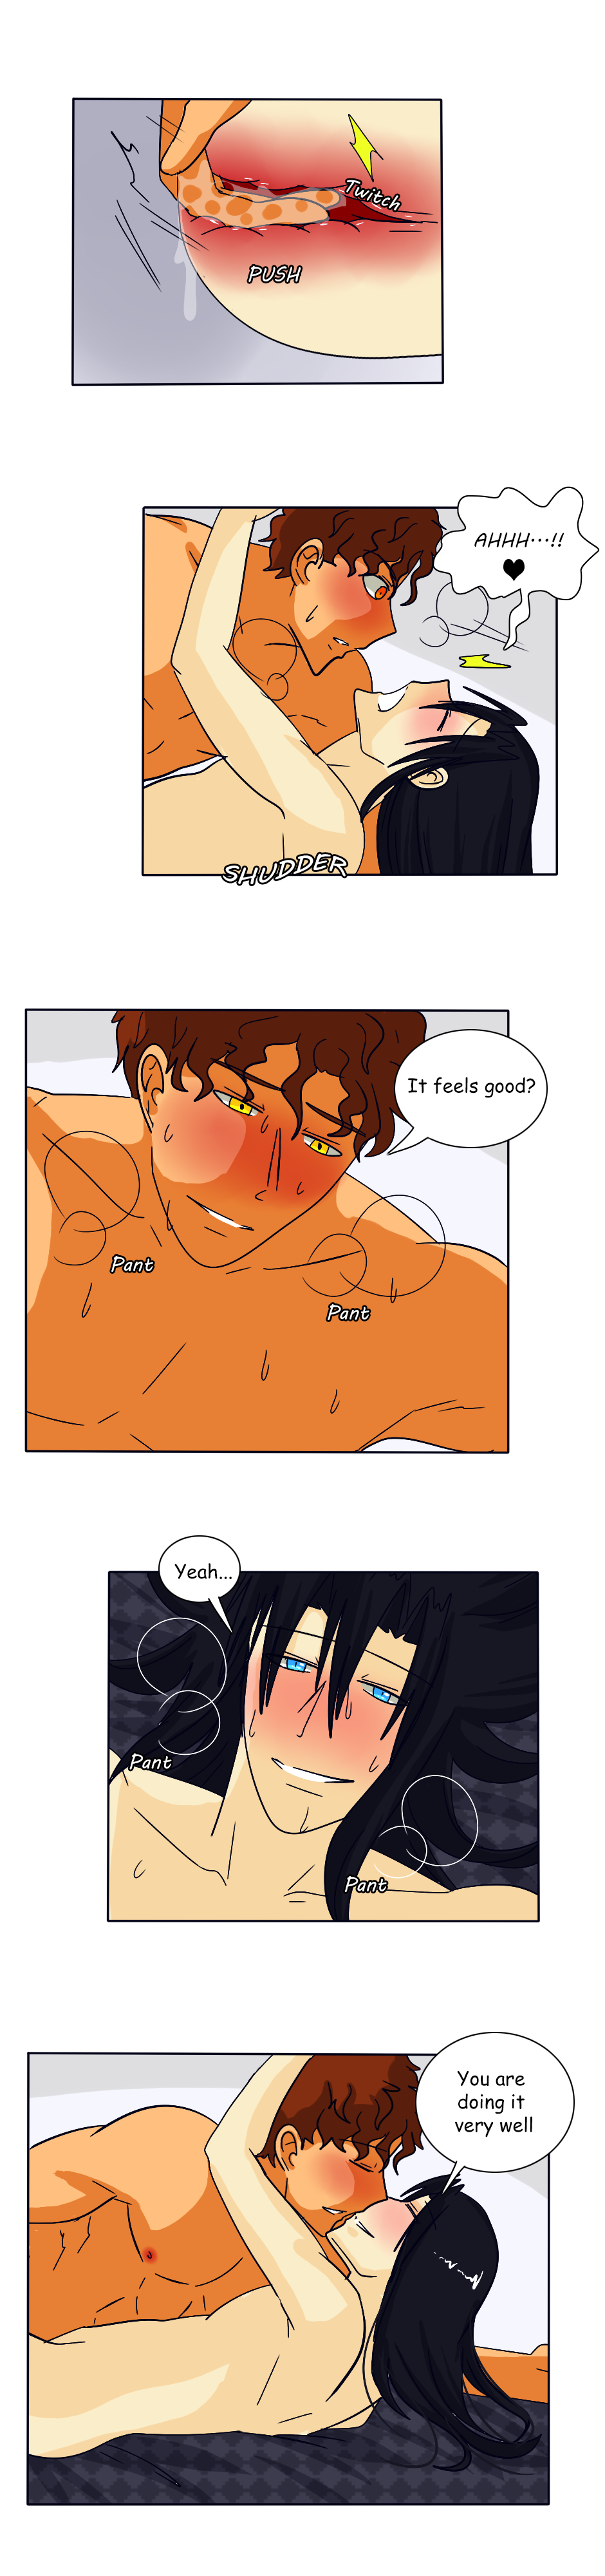 Twitch
PUSH
AHHH...!!
SHUDDER
It feels good?
Pant
Pant
Yeah...
Pant
Pant
You are
doing it
very well